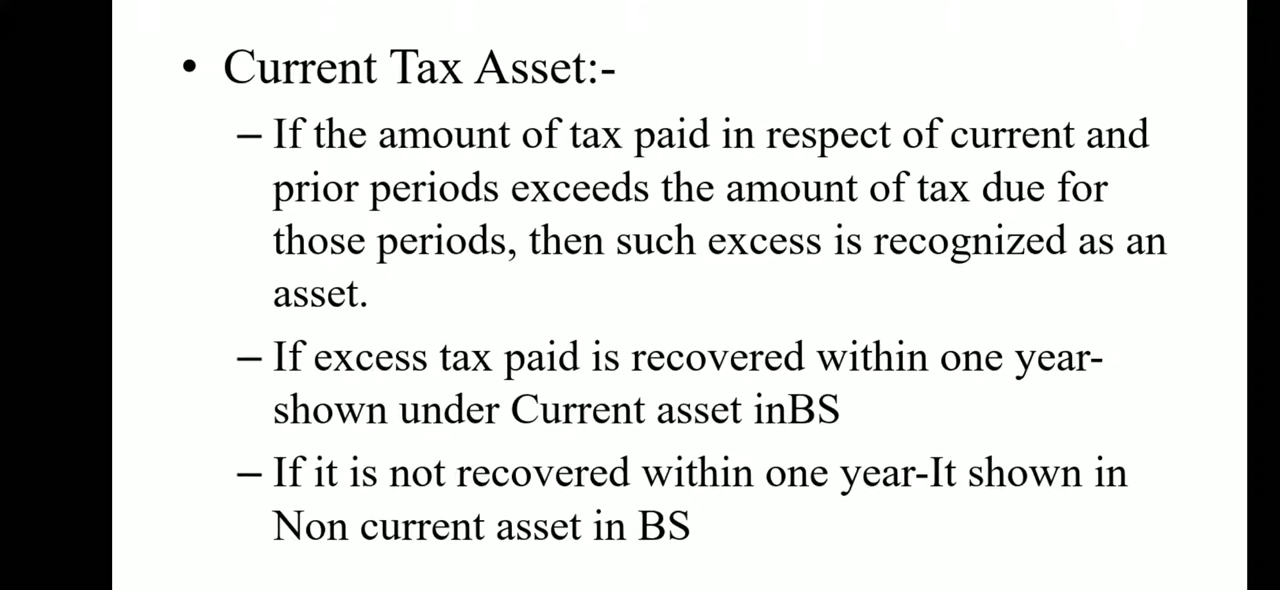 • Current Tax Asset:-
– If the amount of tax paid in respect of current and
prior periods exceeds the amount of tax due for
those periods, then such excess is recognized as an
asset.
– If excess tax paid is recovered within one year-
shown under Current asset inBS
– If it is not recovered within one year-It shown in
Non current asset in BS